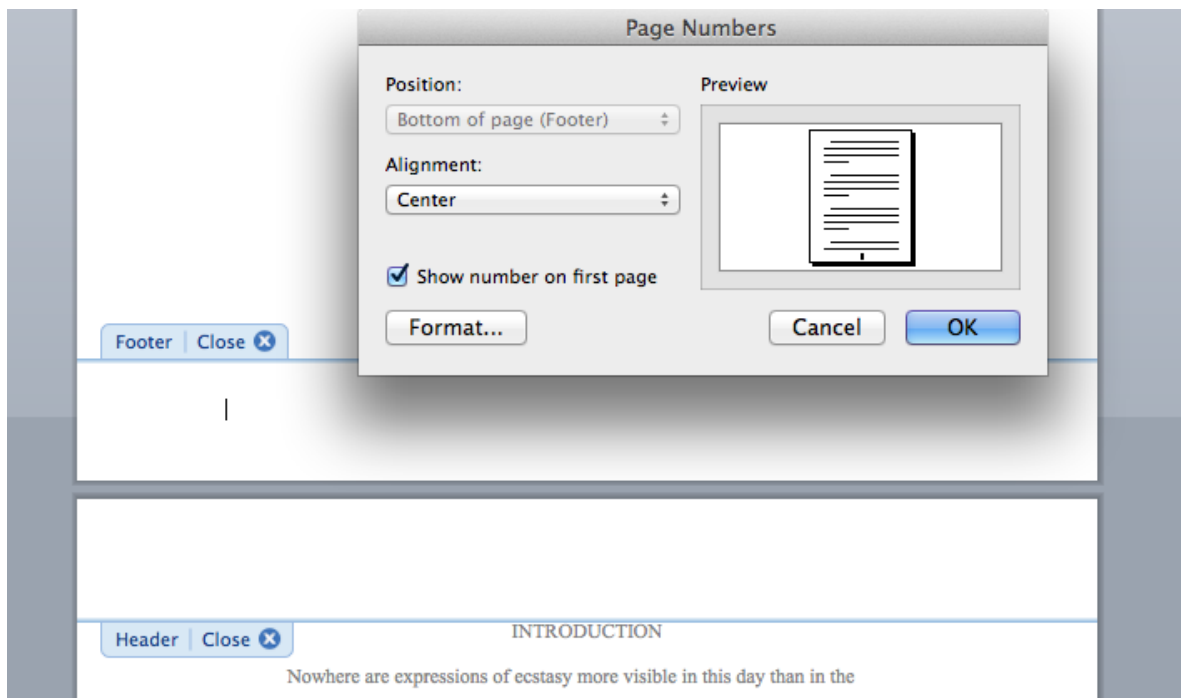 Page Numbers
Position:
Preview
Bottom of page (Footer)
Alignment:
Center
Show number on first page
Format...
Cancel
OK
Footer
Close
Header
Close
INTRODUCTION
Nowhere are expressions of ecstasy more visible in this day than in the